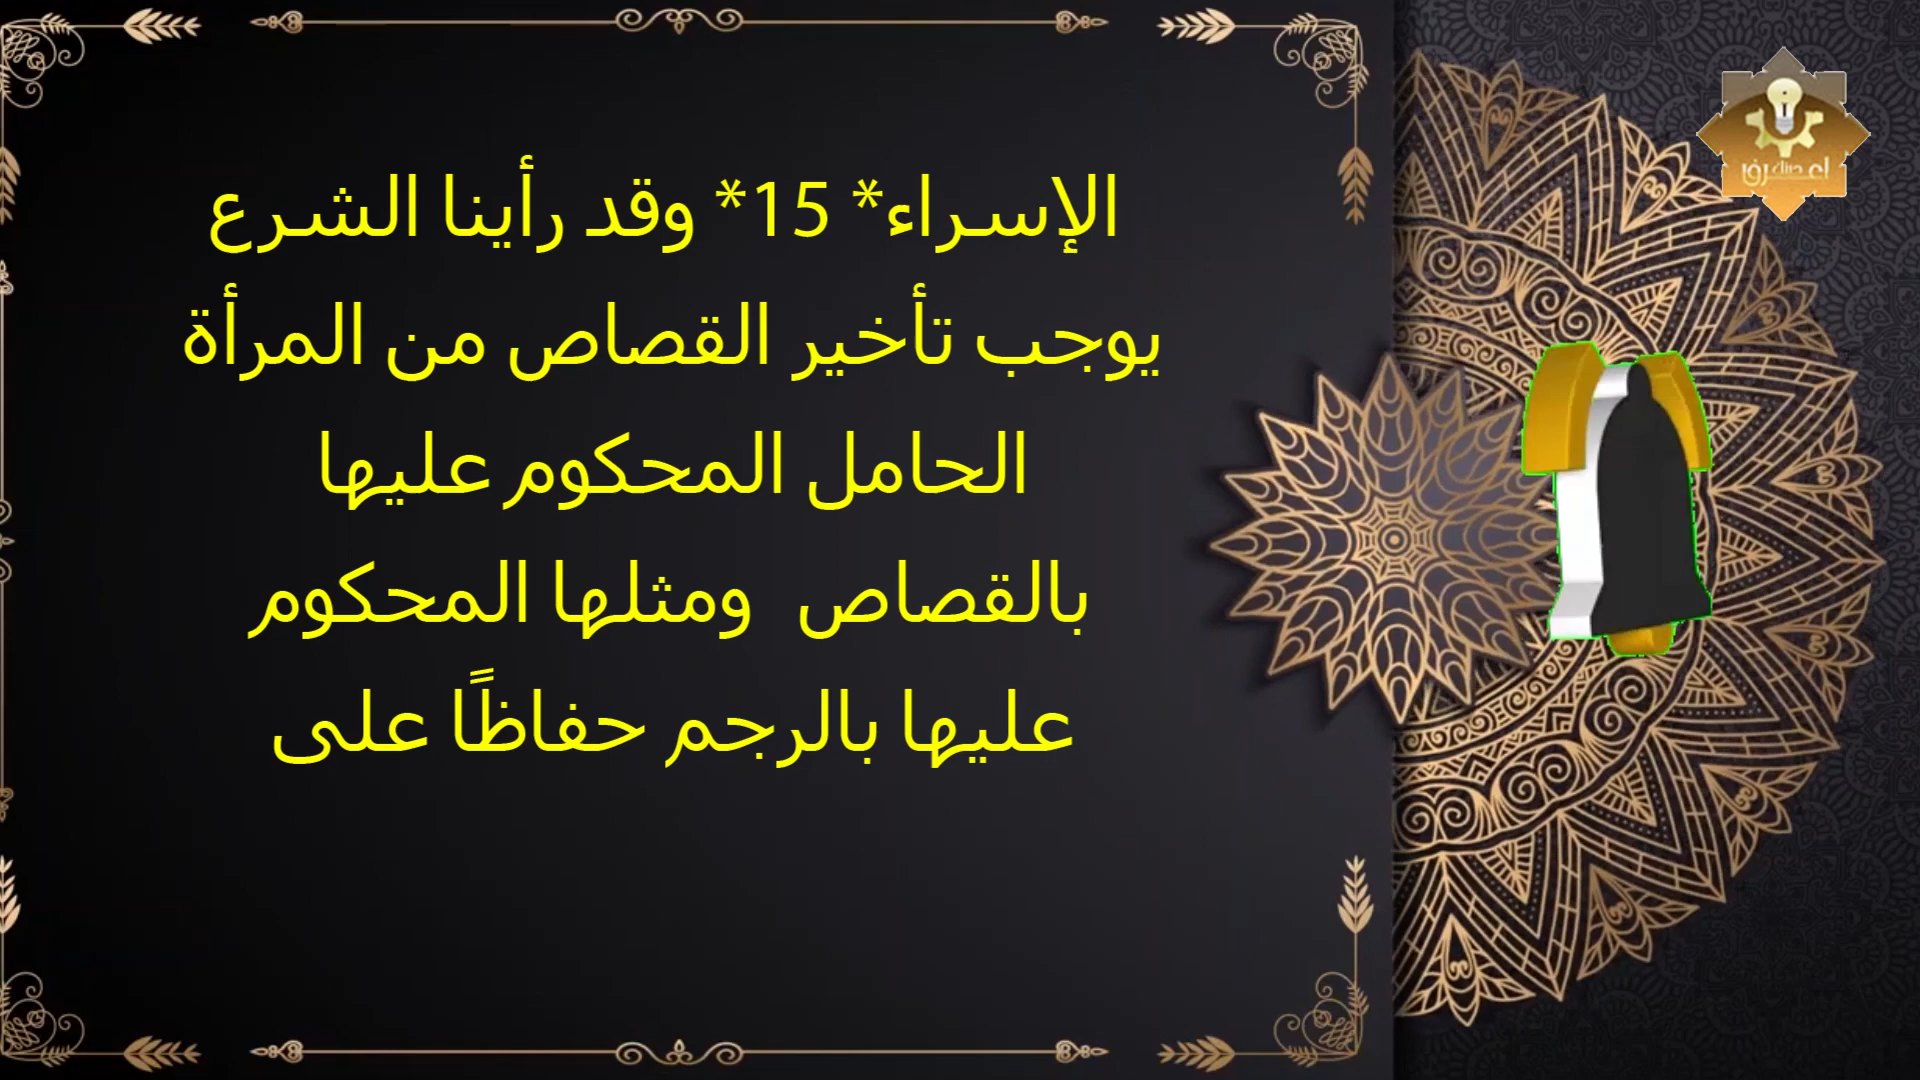 الإسراء* 15* وقد رأينا الشرع
يوجب تأخير القصاص من المرأة
الحامل المحكوم عليها
بالقصاص ومثلها المحكوم
عليها بالرجم حفاظًا على